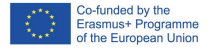 Co-funded by the
Erasmus+ Programme
of the European Union